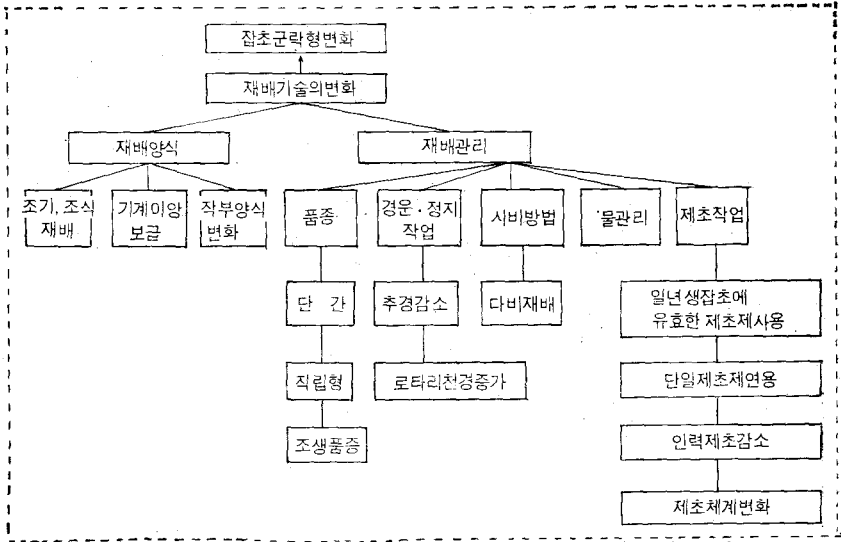 잡초군락형변화
재배기술의변화
재배양식
재배관리
조기, 조식
재배
기계이앙
보급
작부양식
변화
품종
경운·정지
작업
시비방법
물관리
제초작업
단 간
추경감소
다비재배
일년생잡초에
유효한 제초제사용
직립형
로타리천경증가
단일제초제연용
조생품종
인력제초감소
제초체계변화